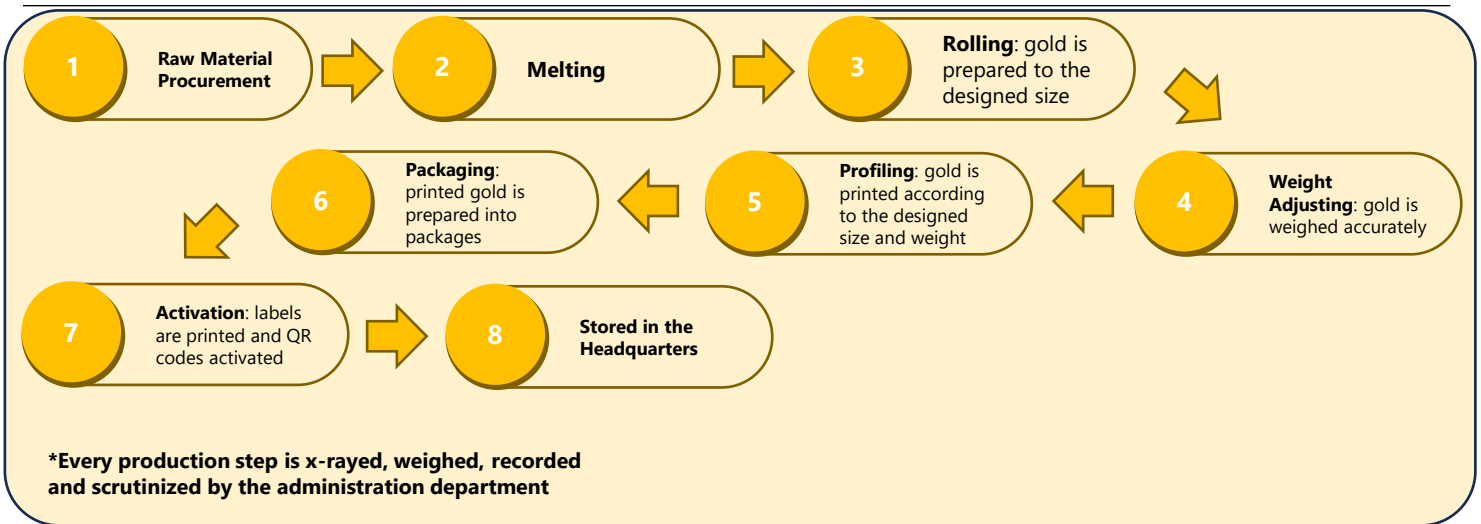 1
Raw Material
Procurement
2
Melting
3
Rolling: gold is
prepared to the
designed size
4
Weight
Adjusting: gold is
weighed accurately
5
Profiling: gold is
printed according
to the designed
size and weight
6
Packaging:
printed gold is
prepared into
packages
7
Activation: labels
are printed and QR
codes activated
8
Stored in the
Headquarters
*Every production step is x-rayed, weighed, recorded
and scrutinized by the administration department